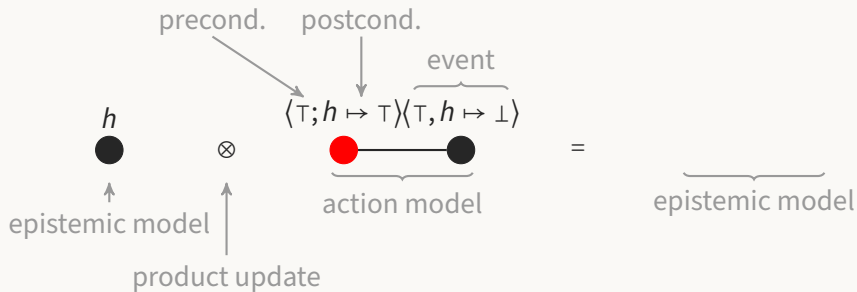 precond. postcond.
event
h ⟨⊤; h ↦ ⊤⟩⟨⊤, h ↦ ⊥⟩
⊗ =
epistemic model action model epistemic model
product update